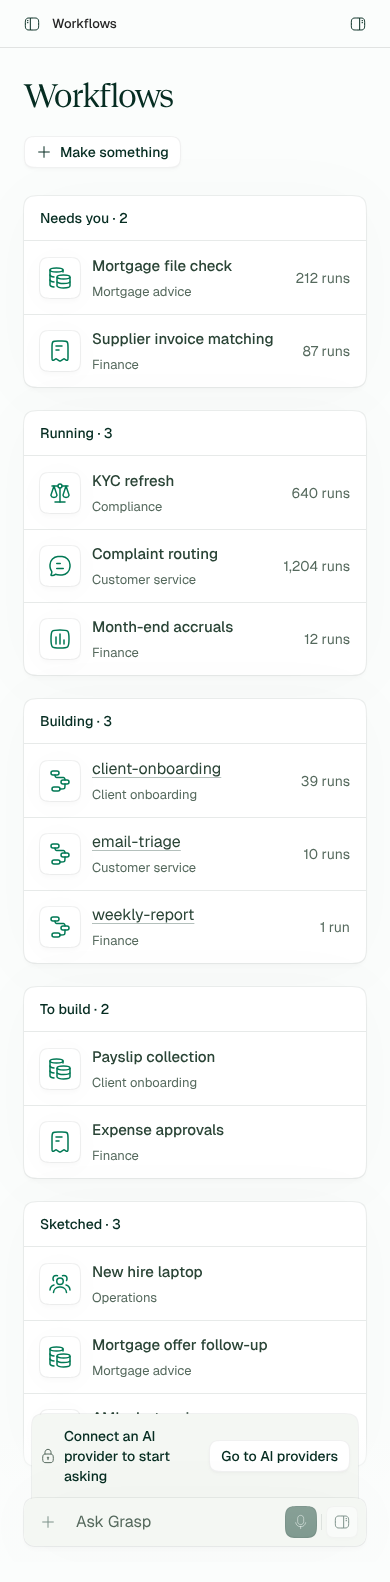 Workflows
Workflows
Make something
Needs you · 2
Mortgage file check
212 runs
Mortgage advice
Supplier invoice matching
87 runs
Finance
Running · 3
KYC refresh
640 runs
Compliance
Complaint routing
1,204 runs
Customer service
Month-end accruals
12 runs
Finance
Building · 3
client-onboarding
39 runs
Client onboarding
email-triage
10 runs
Customer service
weekly-report
1 run
Finance
To build · 2
Payslip collection
Client onboarding
Expense approvals
Finance
Sketched · 3
New hire laptop
Operations
Mortgage offer follow-up
Mortgage advice
Connect an AI
provider to start
asking
Go to AI providers
Ask Grasp